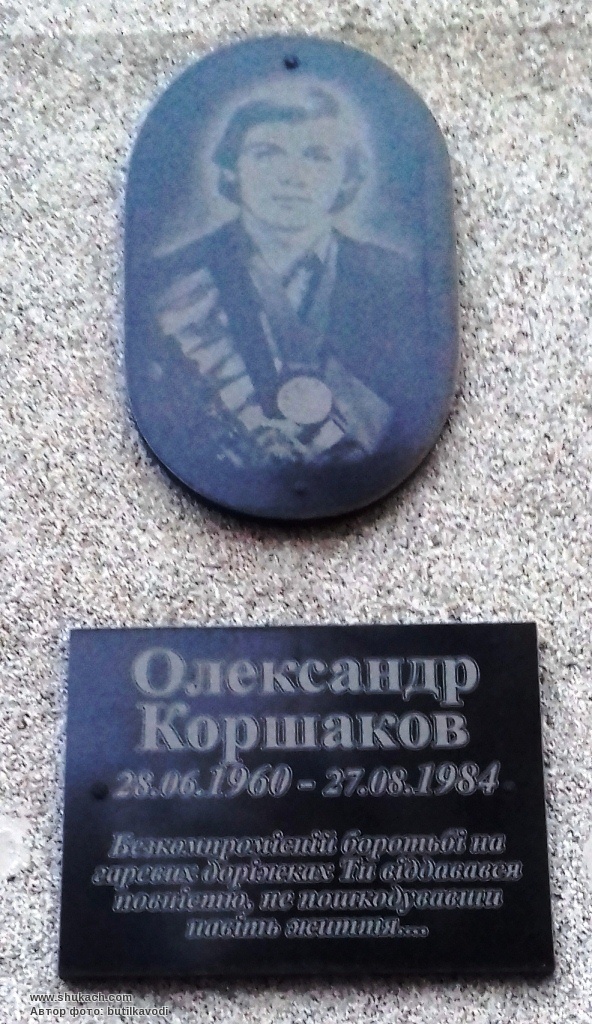 Олександр
Коршаков
28.06.1960 - 27.08.1984
Безкомпромісній боротьбі на
гаревих доріжках Ти віддавався
повністю, не пошкодувавши
навіть життя....
www.shukach.com
Автор фото: butilkavodi